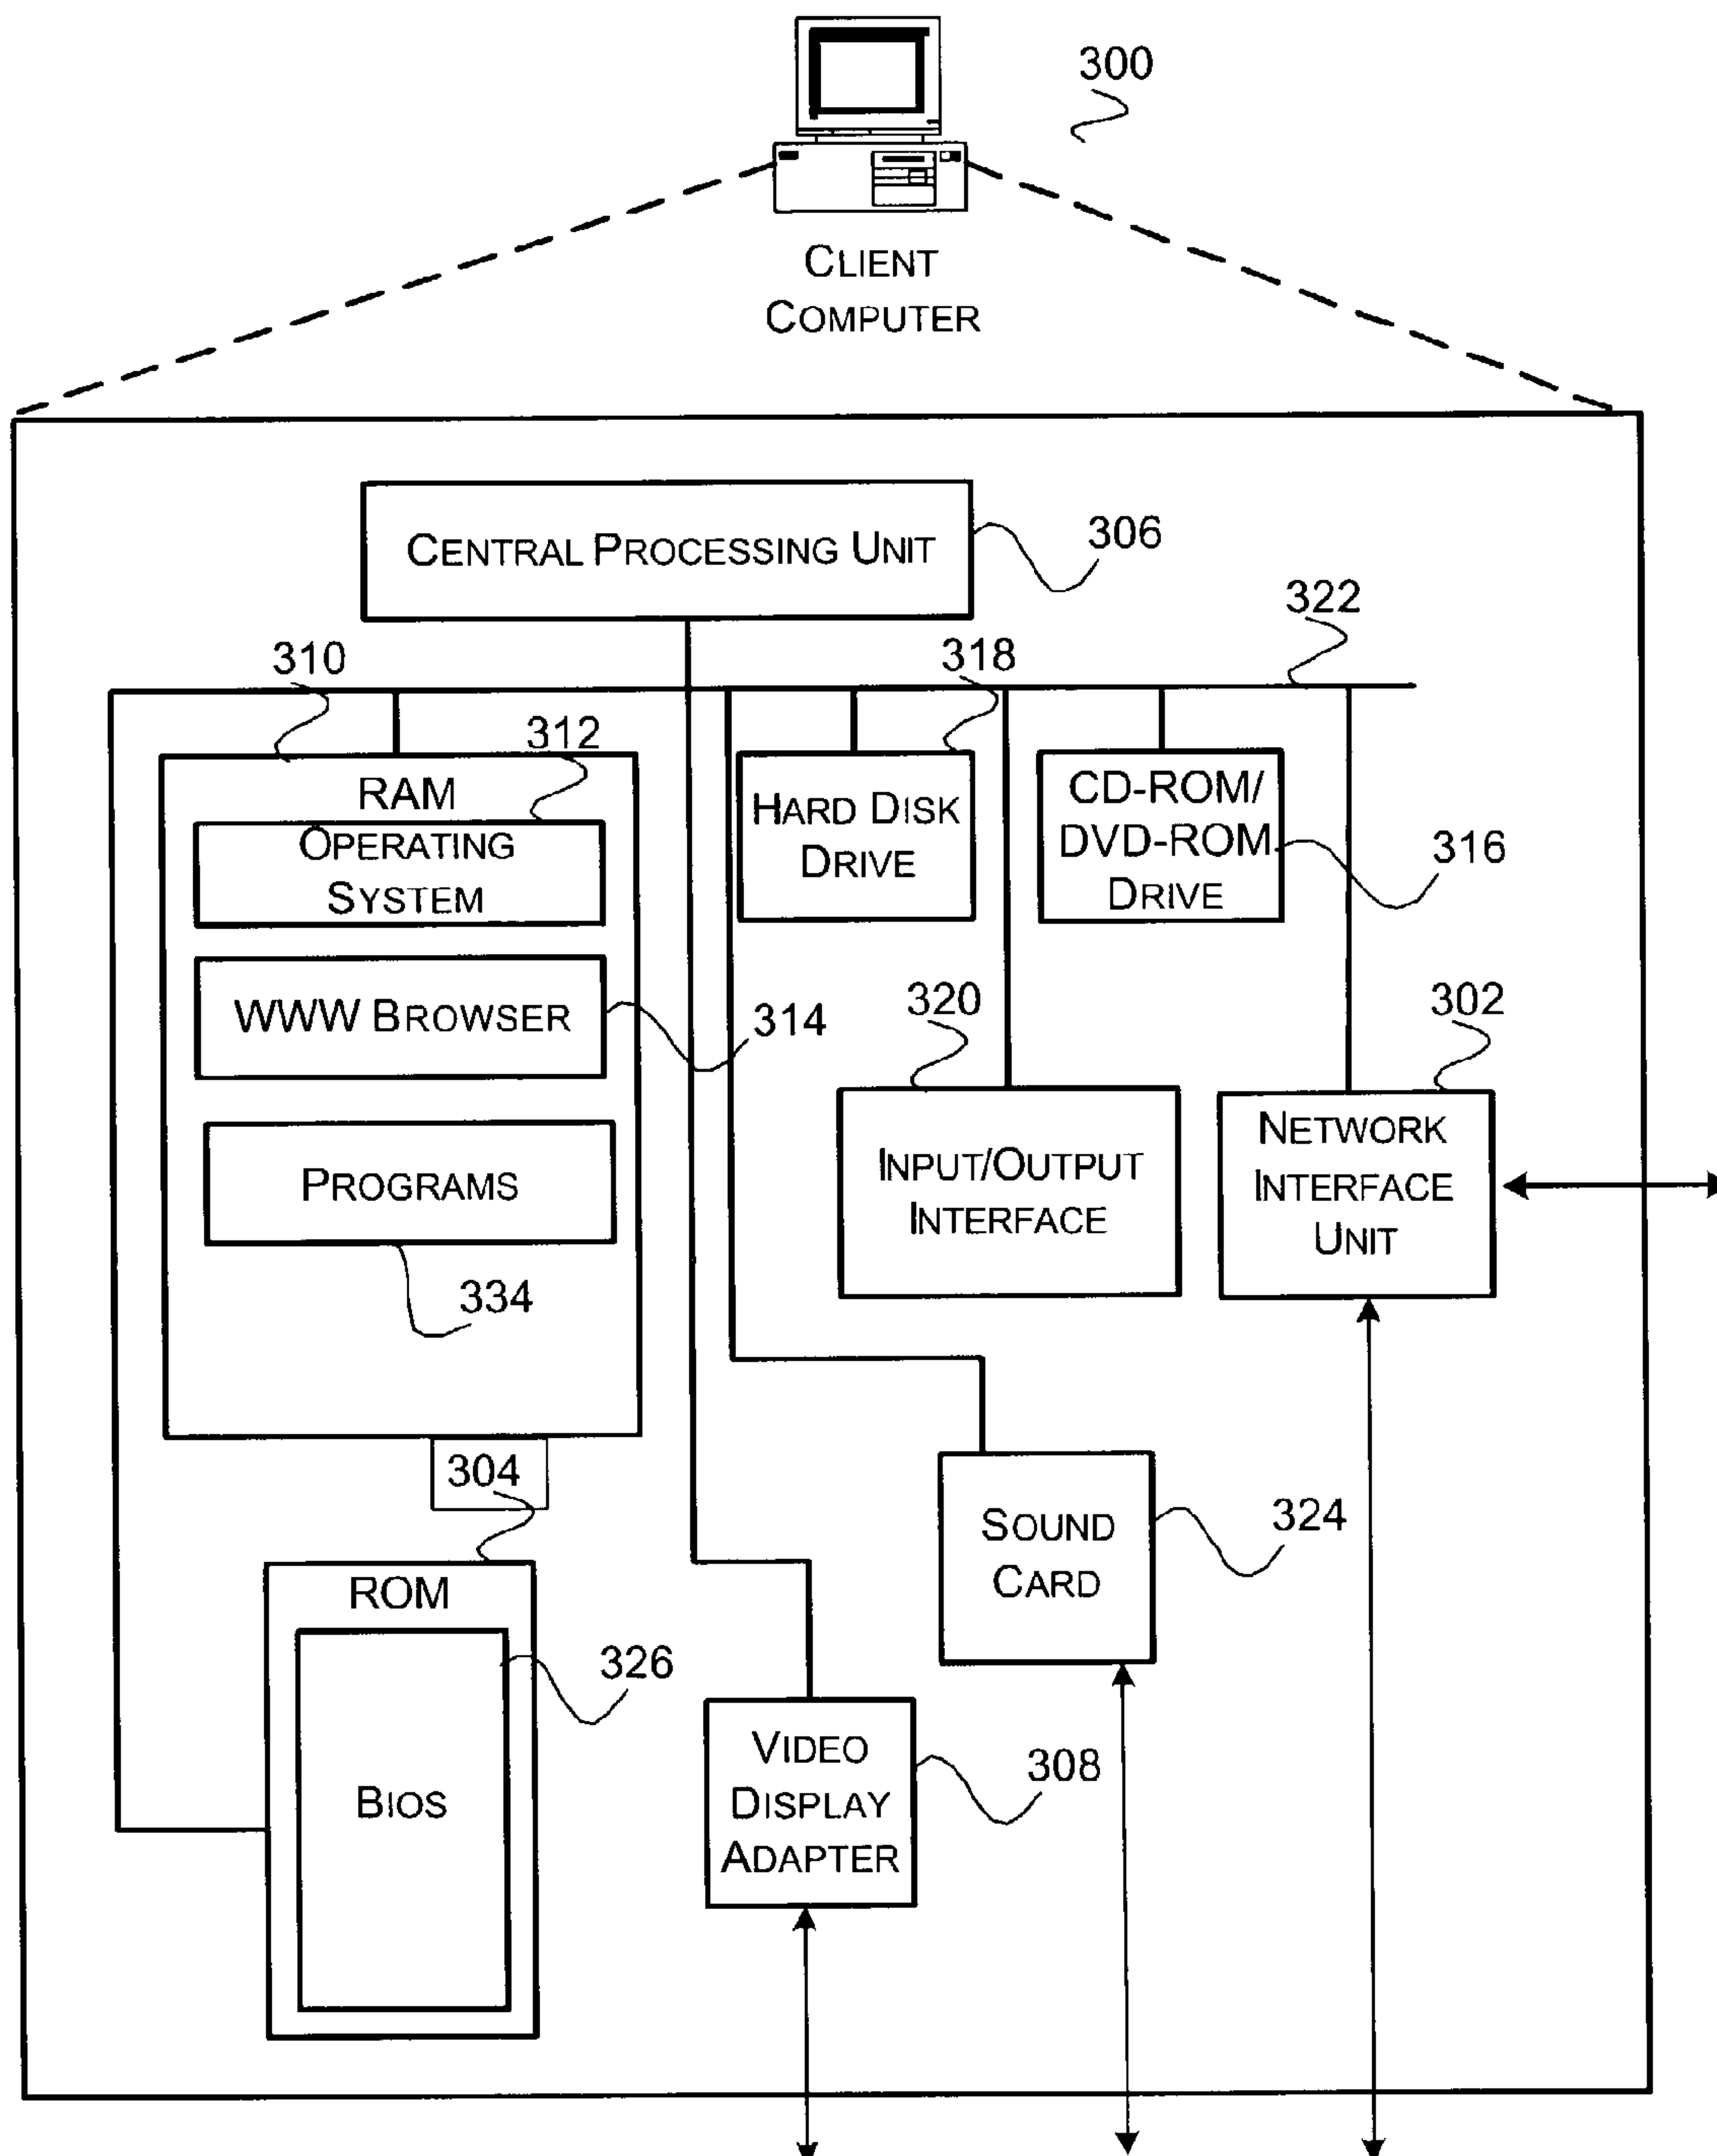 300
CLIENT
COMPUTER
CENTRAL PROCESSING UNIT
306
322
310
318
312
RAM
OPERATING
SYSTEM
HARD DISK
DRIVE
CD-ROM/
DVD-ROM
DRIVE
316
WWW BROWSER
314
320
302
PROGRAMS
334
INPUT/OUTPUT
INTERFACE
NETWORK
INTERFACE
UNIT
304
SOUND
CARD
324
ROM
326
BIOS
VIDEO
DISPLAY
ADAPTER
308